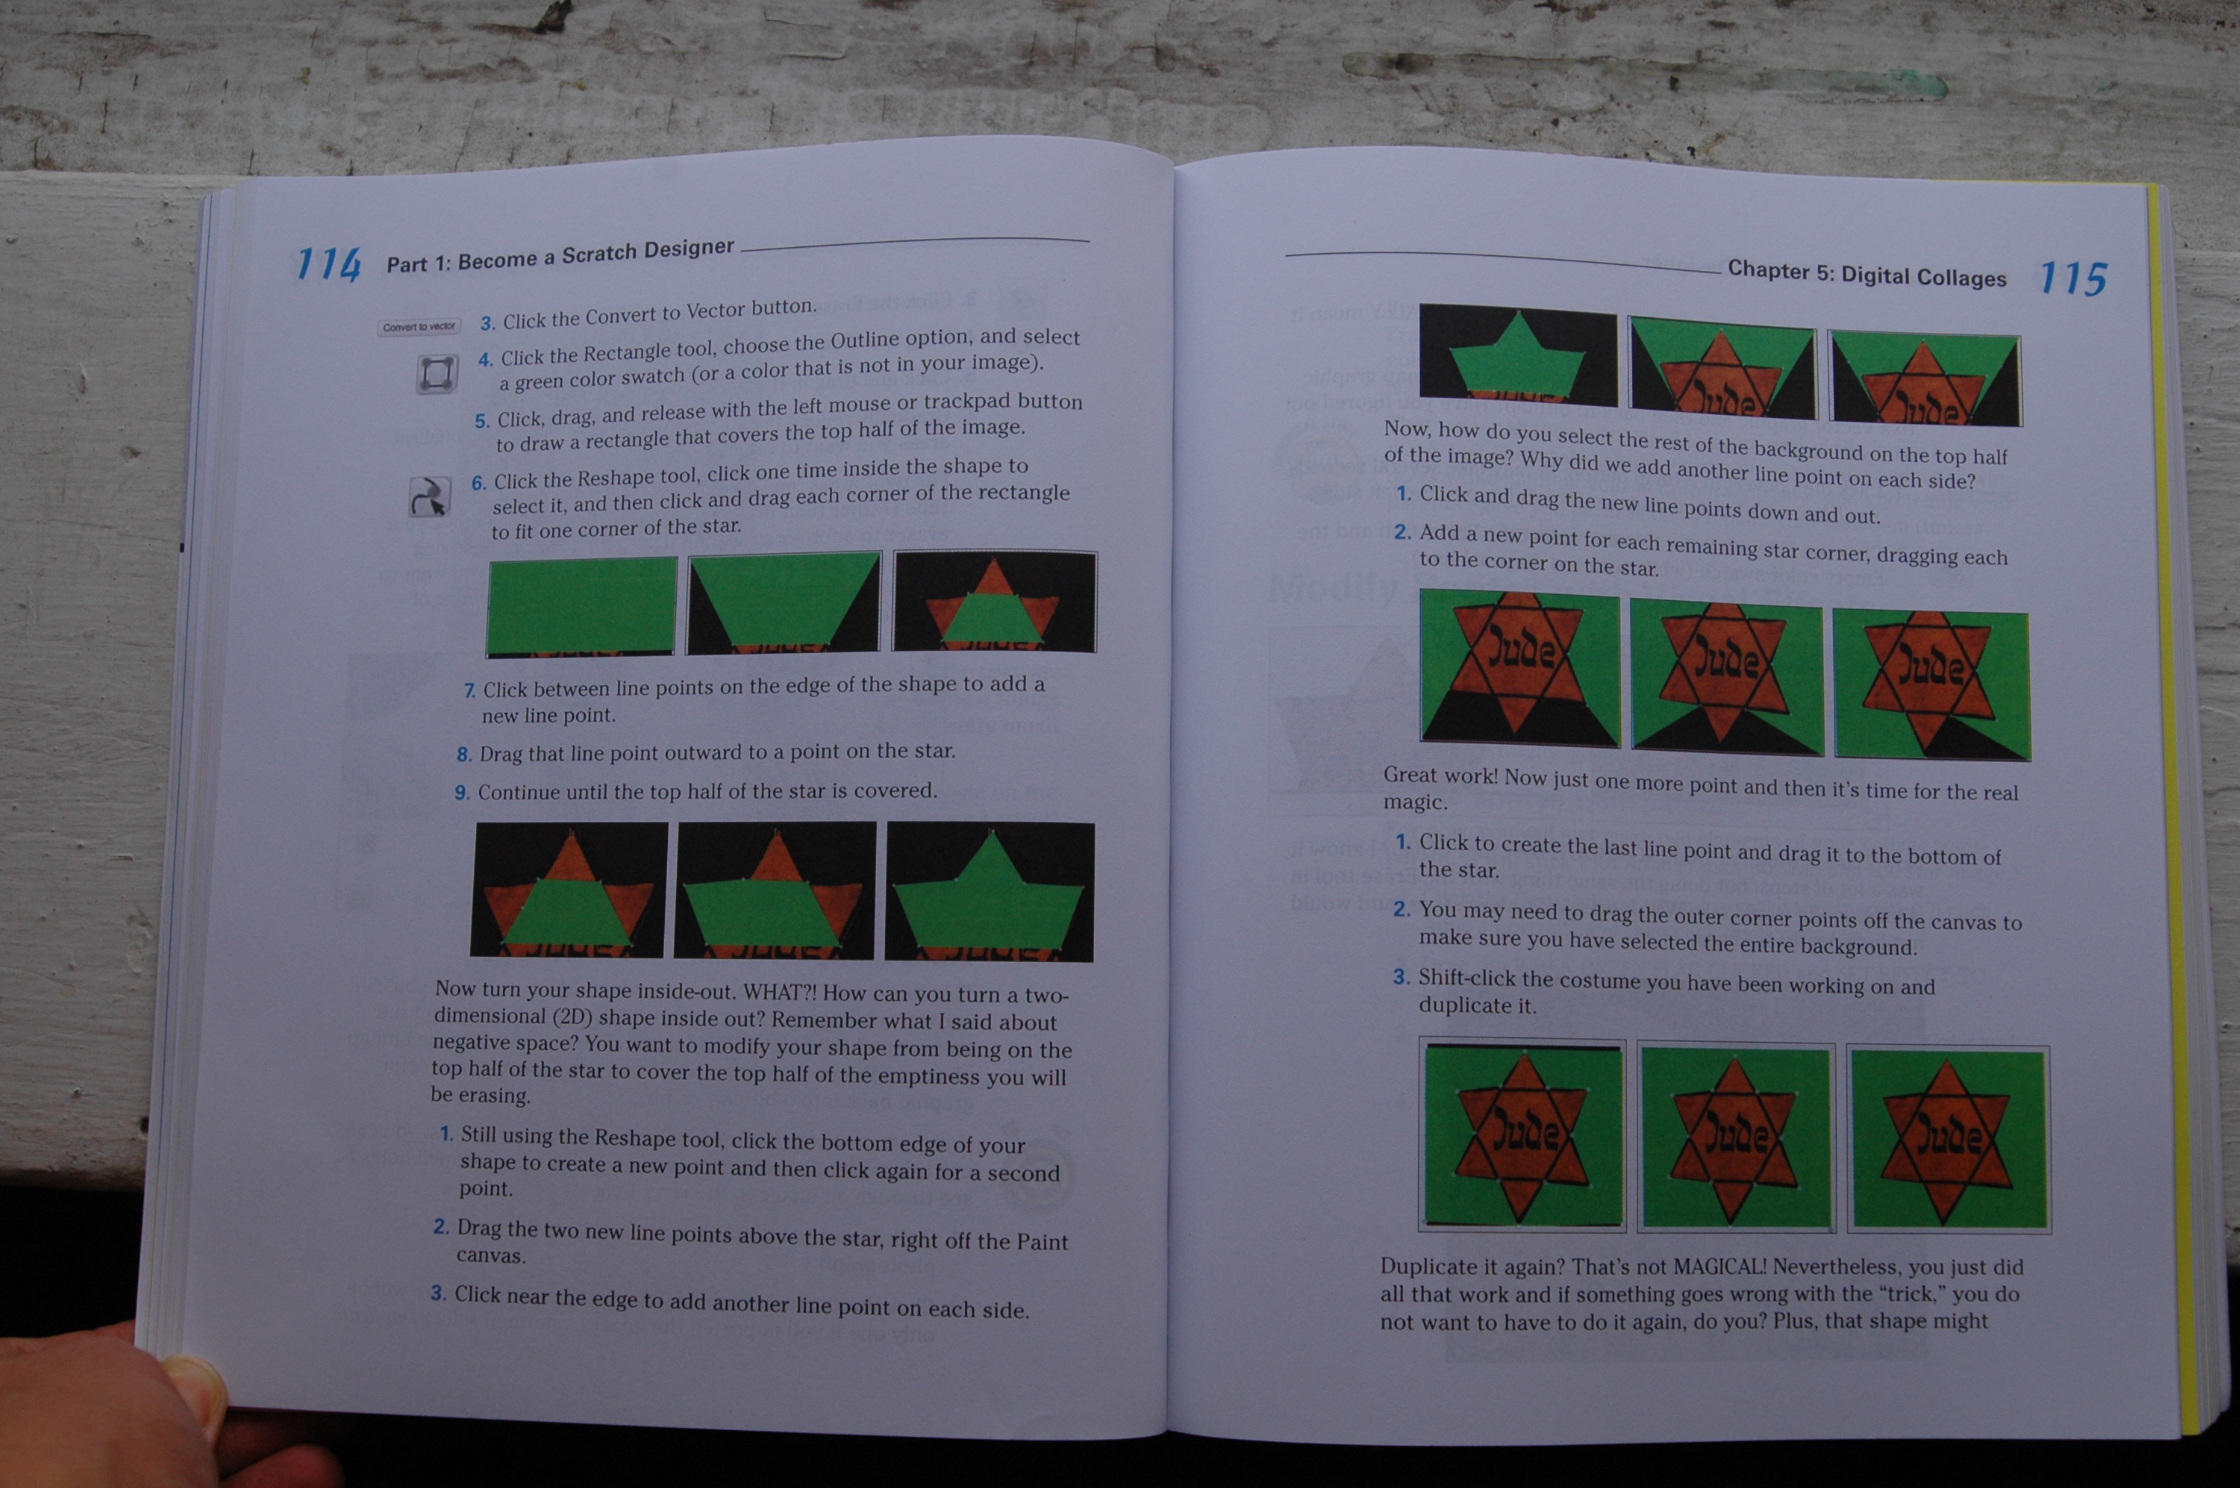 114 Part 1: Become a Scratch Designer
Convert to vector
3. Click the Convert to Vector button.
4. Click the Rectangle tool, choose the Outline option, and select
a green color swatch (or a color that is not in your image).
5. Click, drag, and release with the left mouse or trackpad button
to draw a rectangle that covers the top half of the image.
6. Click the Reshape tool, click one time inside the shape to
select it, and then click and drag each corner of the rectangle
to fit one corner of the star.
7. Click between line points on the edge of the shape to add a
new line point.
8. Drag that line point outward to a point on the star.
9. Continue until the top half of the star is covered.
Now turn your shape inside-out. WHAT?! How can you turn a two-
dimensional (2D) shape inside out? Remember what I said about
negative space? You want to modify your shape from being on the
top half of the star to cover the top half of the emptiness you will
be erasing.
1. Still using the Reshape tool, click the bottom edge of your
shape to create a new point and then click again for a second
point.
2. Drag the two new line points above the star, right off the Paint
canvas.
3. Click near the edge to add another line point on each side.
Chapter 5: Digital Collages 115
Jude Jude
Now, how do you select the rest of the background on the top half
of the image? Why did we add another line point on each side?
1. Click and drag the new line points down and out.
2. Add a new point for each remaining star corner, dragging each
to the corner on the star.
Jude Jude Jude
Great work! Now just one more point and then it's time for the real
magic.
1. Click to create the last line point and drag it to the bottom of
the star.
2. You may need to drag the outer corner points off the canvas to
make sure you have selected the entire background.
3. Shift-click the costume you have been working on and
duplicate it.
Jude Jude Jude
Duplicate it again? That's not MAGICAL! Nevertheless, you just did
all that work and if something goes wrong with the "trick," you do
not want to have to do it again, do you? Plus, that shape might